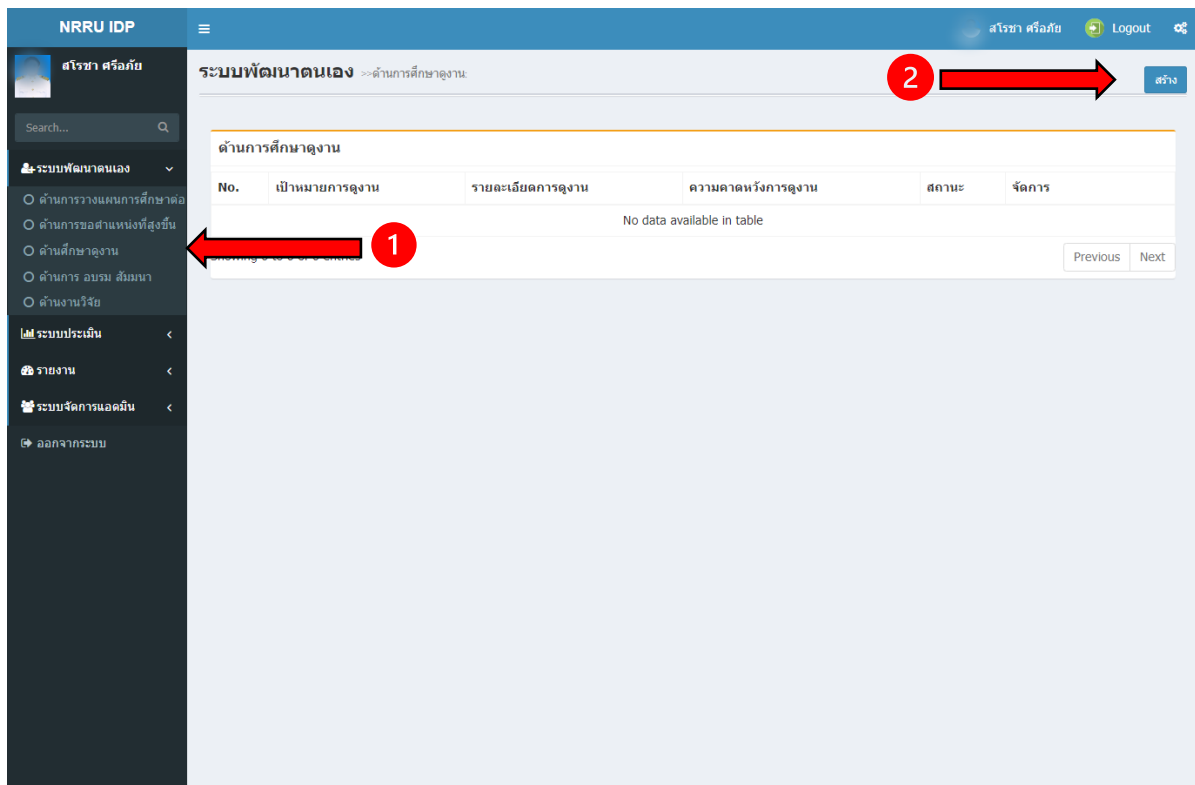 NRRU IDP
สโรชา ศรีอภัย Logout
สโรชา ศรีอภัย
ระบบพัฒนาตนเอง >>ด้านการศึกษาดูงาน:
2
สร้าง
Search...
ด้านการศึกษาดูงาน
ระบบพัฒนาตนเอง
No. เป้าหมายการดูงาน รายละเอียดการดูงาน ความคาดหวังการดูงาน สถานะ จัดการ
ด้านการวางแผนการศึกษาต่อ
No data available in table
ด้านการขอตำแหน่งที่สูงขึ้น
1
ด้านศึกษาดูงาน
Previous Next
ด้านการ อบรม สัมมนา
ด้านงานวิจัย
ระบบประเมิน
รายงาน
ระบบจัดการแอดมิน
ออกจากระบบ